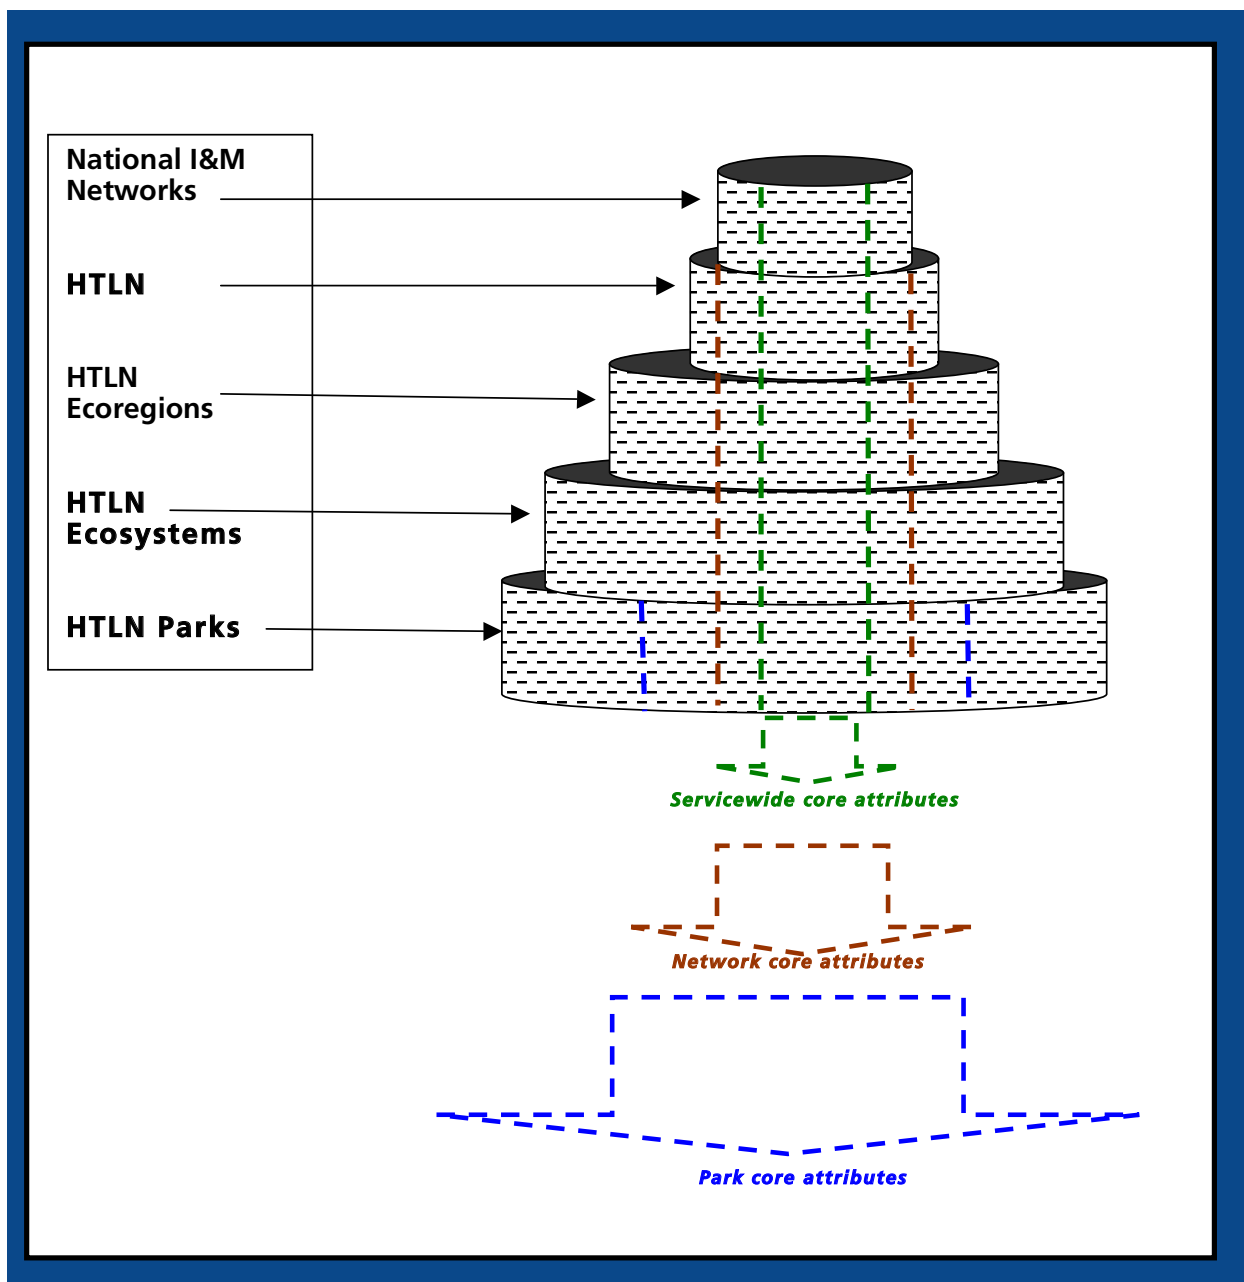 National I&M
Networks
HTLN
HTLN
Ecoregions
HTLN
Ecosystems
HTLN Parks
Servicewide core attributes
Network core attributes
Park core attributes